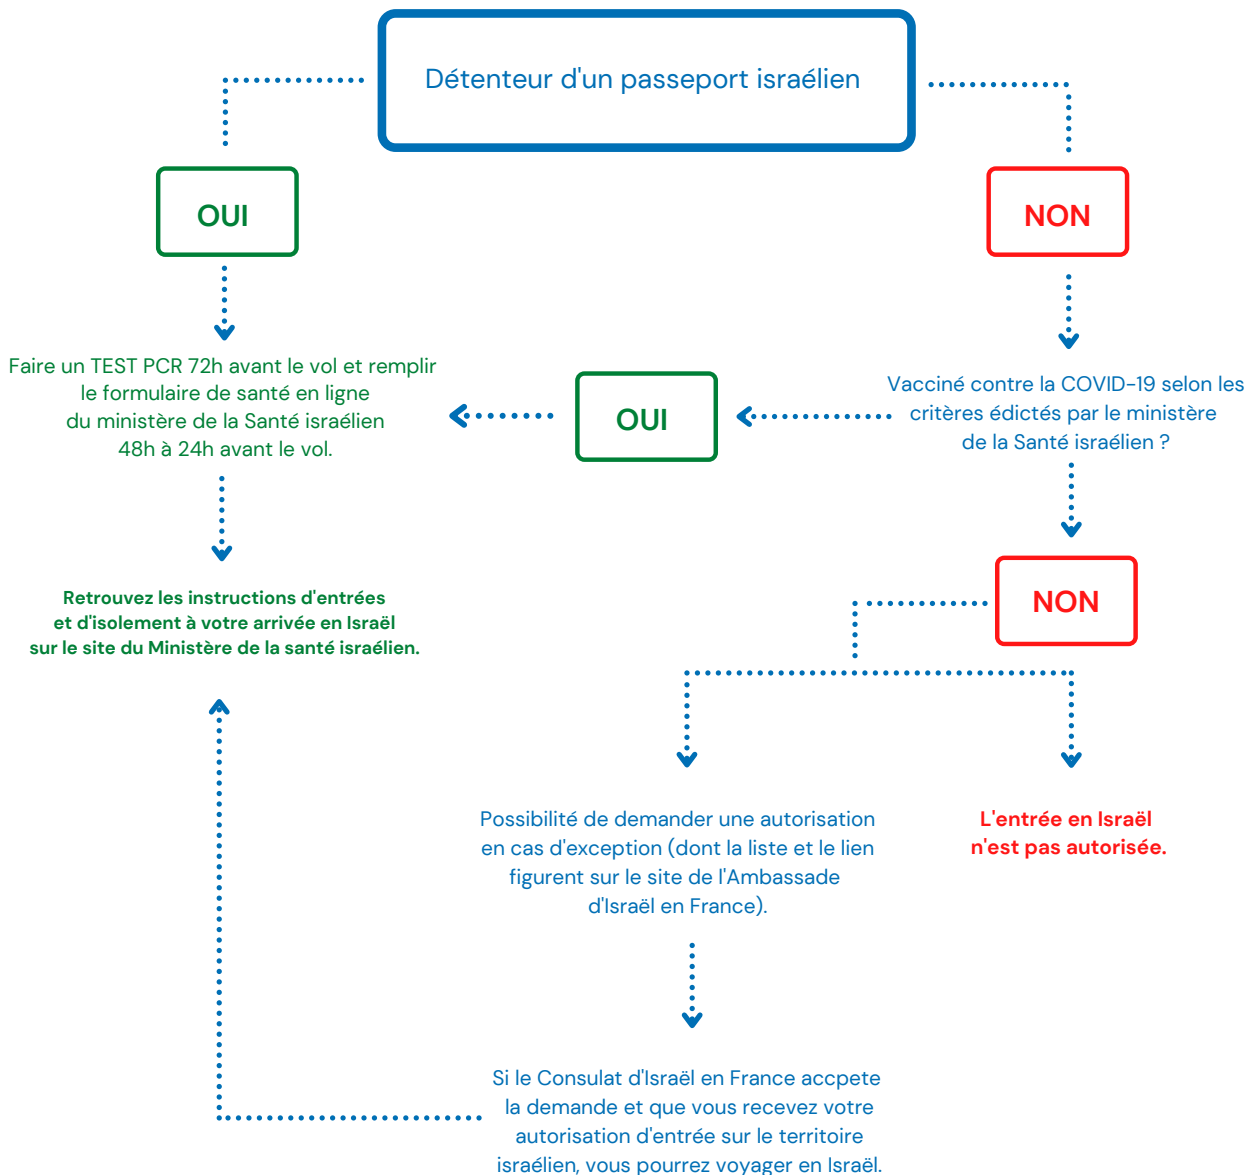 Détenteur d'un passeport israélien
OUI
NON
Faire un TEST PCR 72h avant le vol et remplir
le formulaire de santé en ligne
du ministère de la Santé israélien
48h à 24h avant le vol.
OUI
Vacciné contre la COVID-19 selon les
critères édictés par le ministère
de la Santé israélien ?
Retrouvez les instructions d'entrées
et d'isolement à votre arrivée en Israël
sur le site du Ministère de la santé israélien.
NON
Possibilité de demander une autorisation
en cas d'exception (dont la liste et le lien
figurent sur le site de l'Ambassade
d'Israël en France).
L'entrée en Israël
n'est pas autorisée.
Si le Consulat d'Israël en France accpete
la demande et que vous recevez votre
autorisation d'entrée sur le territoire
israélien, vous pourrez voyager en Israël.